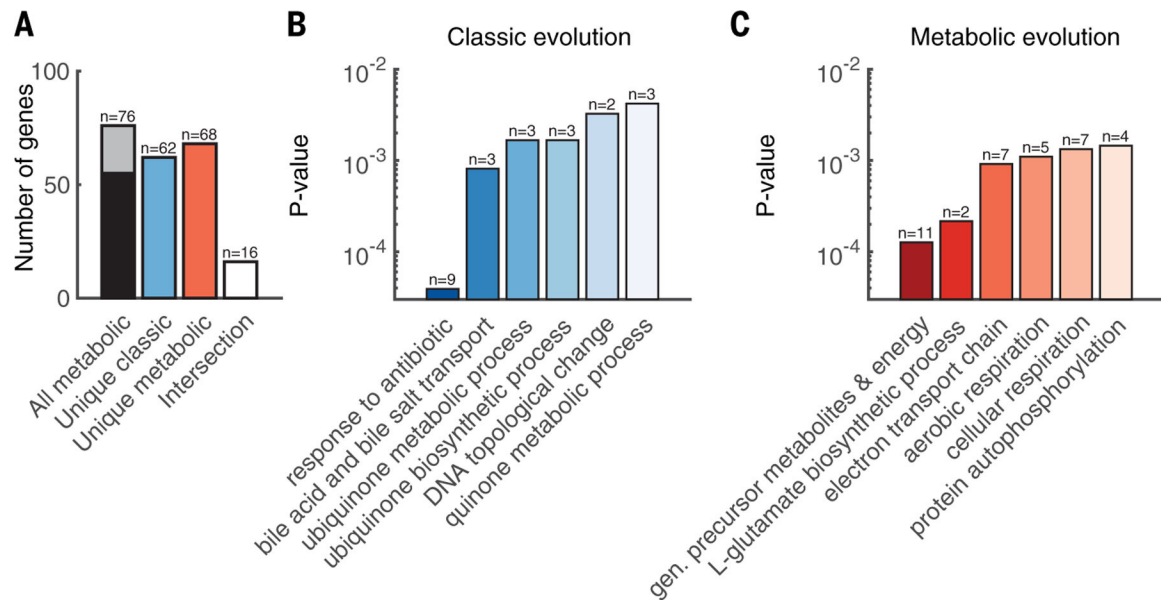 A
Number of genes
100
50
0
n=76
n=62
n=68
n=16
All metabolic
Unique classic
Unique metabolic
Intersection
B
Classic evolution
P-value
10-2
10-3
10-4
n=9
n=3
n=3
n=3
n=2
n=3
response to antibiotic
bile acid and bile salt transport
ubiquinone metabolic process
ubiquinone biosynthetic process
DNA topological change
quinone metabolic process
C
Metabolic evolution
P-value
10-2
10-3
10-4
n=11
n=2
n=7
n=5
n=7
n=4
gen. precursor metabolites & energy
L-glutamate biosynthetic process
electron transport chain
aerobic respiration
cellular respiration
protein autophosphorylation